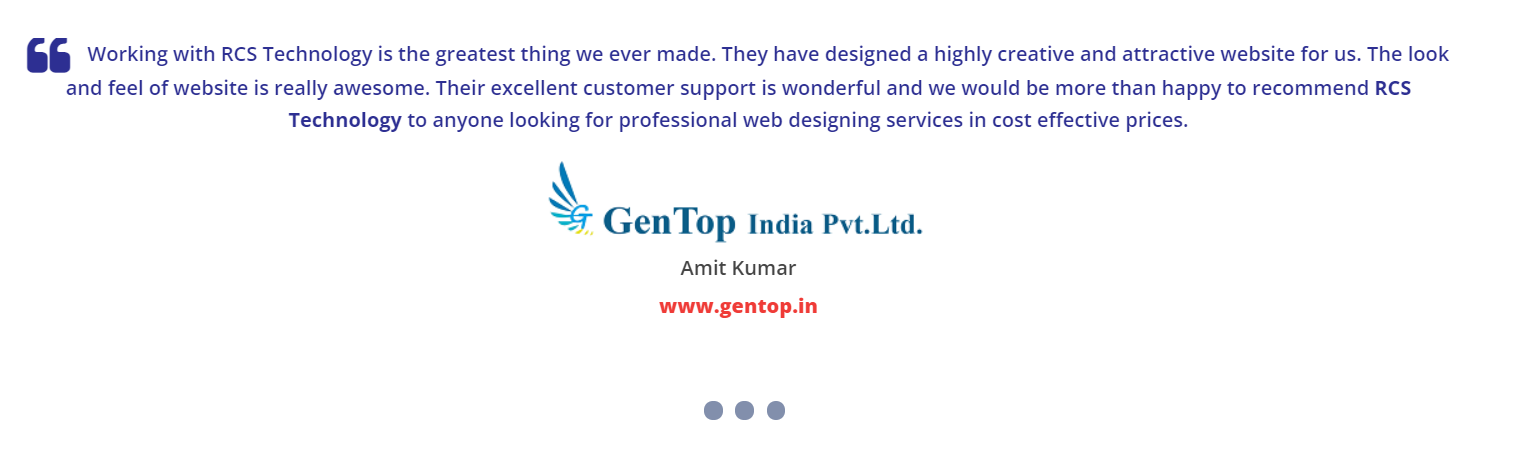 Working with RCS Technology is the greatest thing we ever made. They have designed a highly creative and attractive website for us. The look
and feel of website is really awesome. Their excellent customer support is wonderful and we would be more than happy to recommend RCS
Technology to anyone looking for professional web designing services in cost effective prices.
GT GenTop India Pvt.Ltd.
Amit Kumar
www.gentop.in